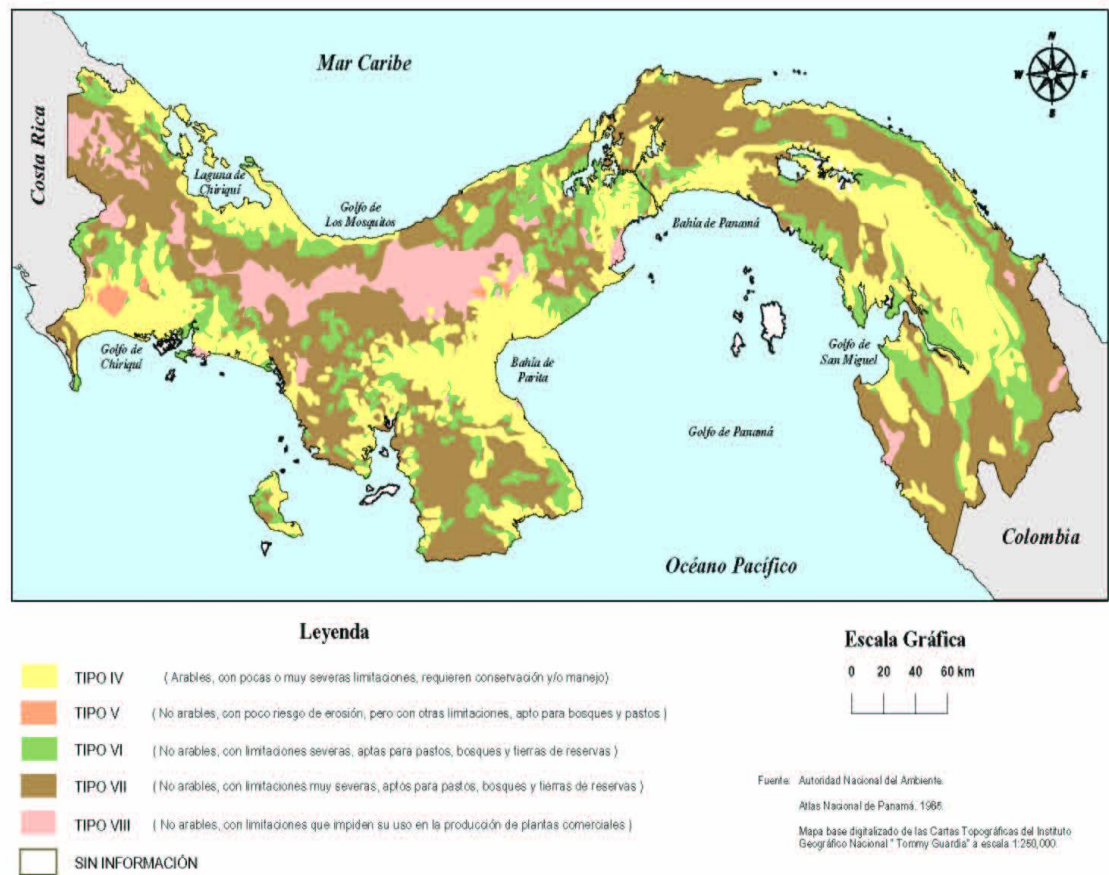 Mar Caribe
N
W
E
S
Costa Rica
Laguna de
Chiriquí
Golfo de
Los Mosquitos
Bahía de Panamá
Golfo de
Chiriquí
Bahía de
Parita
Golfo de
San Miguel
Golfo de Panamá
Colombia
Océano Pacífico
Leyenda
TIPO IV ( Arables, con pocas o muy severas limitaciones, requieren conservación y/o manejo)
TIPO V ( No arables, con poco riesgo de erosión, pero con otras limitaciones, apto para bosques y pastos )
TIPO VI ( No arables, con limitaciones severas, aptas para pastos, bosques y tierras de reservas )
TIPO VII ( No arables, con limitaciones muy severas, aptos para pastos, bosques y tierras de reservas )
TIPO VIII ( No arables, con limitaciones que impiden su uso en la producción de plantas comerciales )
SIN INFORMACIÓN
Escala Gráfica
0 20 40 60 km
Fuente: Autoridad Nacional del Ambiente.
Atlas Nacional de Panamá, 1985.
Mapa base digitalizado de las Cartas Topográficas del Instituto
Geográfico Nacional " Tommy Guardia" a escala 1:250,000.